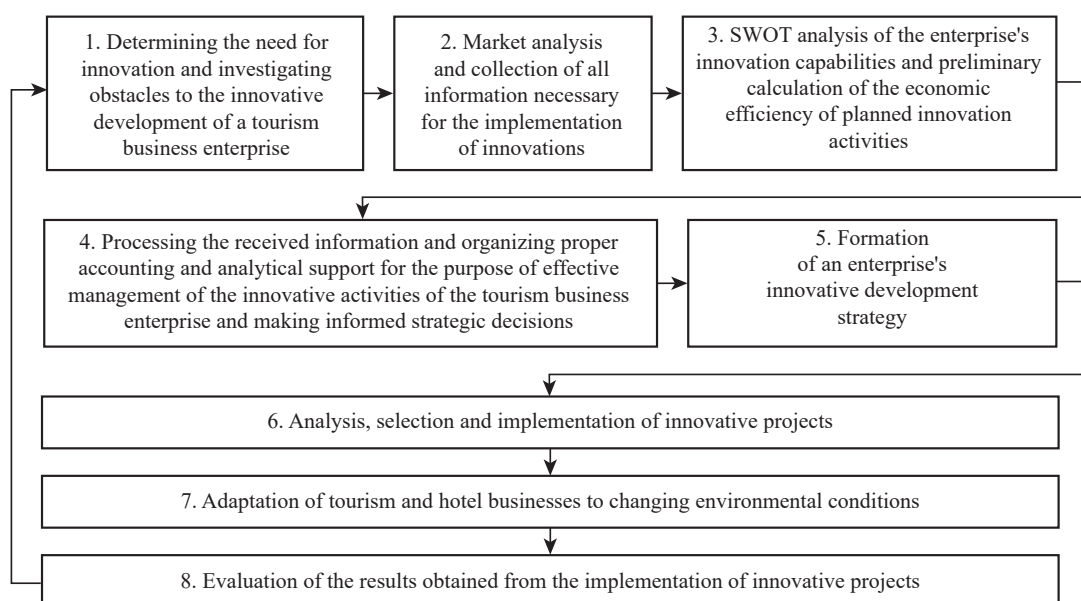 1. Determining the need for
innovation and investigating
obstacles to the innovative
development of a tourism
business enterprise
2. Market analysis
and collection of all
information necessary
for the implementation
of innovations
3. SWOT analysis of the enterprise's
innovation capabilities and preliminary
calculation of the economic
efficiency of planned innovation
activities
4. Processing the received information and organizing proper
accounting and analytical support for the purpose of effective
management of the innovative activities of the tourism business
enterprise and making informed strategic decisions
5. Formation
of an enterprise's
innovative development
strategy
6. Analysis, selection and implementation of innovative projects
7. Adaptation of tourism and hotel businesses to changing environmental conditions
8. Evaluation of the results obtained from the implementation of innovative projects